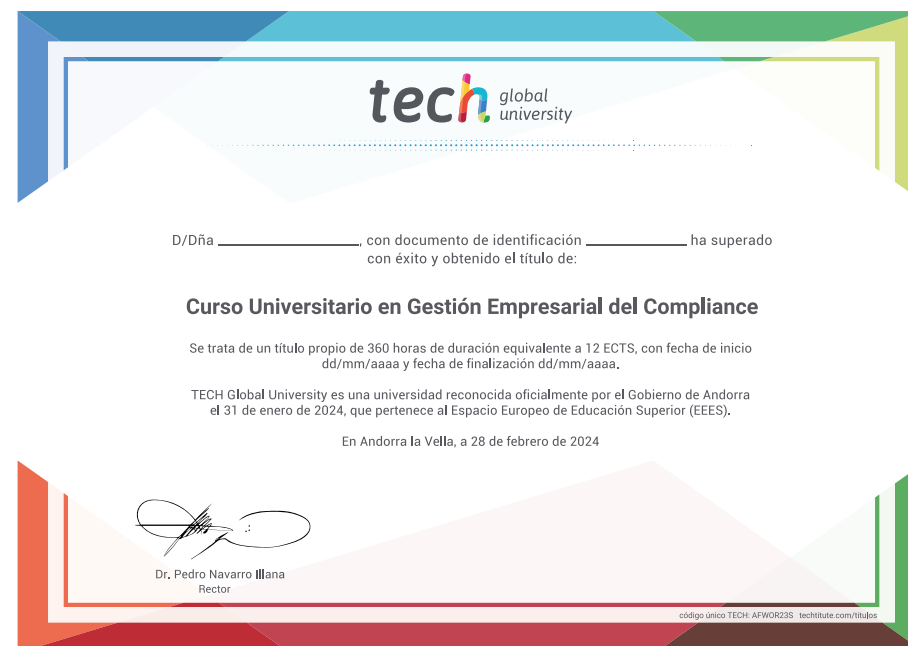 tech global university
D/Dña ____________________, con documento de identificación ______________ ha superado
con éxito y obtenido el título de:
Curso Universitario en Gestión Empresarial del Compliance
Se trata de un título propio de 360 horas de duración equivalente a 12 ECTS, con fecha de inicio
dd/mm/aaaa y fecha de finalización dd/mm/aaaa.
TECH Global University es una universidad reconocida oficialmente por el Gobierno de Andorra
el 31 de enero de 2024, que pertenece al Espacio Europeo de Educación Superior (EEES).
En Andorra la Vella, a 28 de febrero de 2024
Dr. Pedro Navarro Illana
Rector
código único TECH: AFWOR23S techtitute.com/titulos